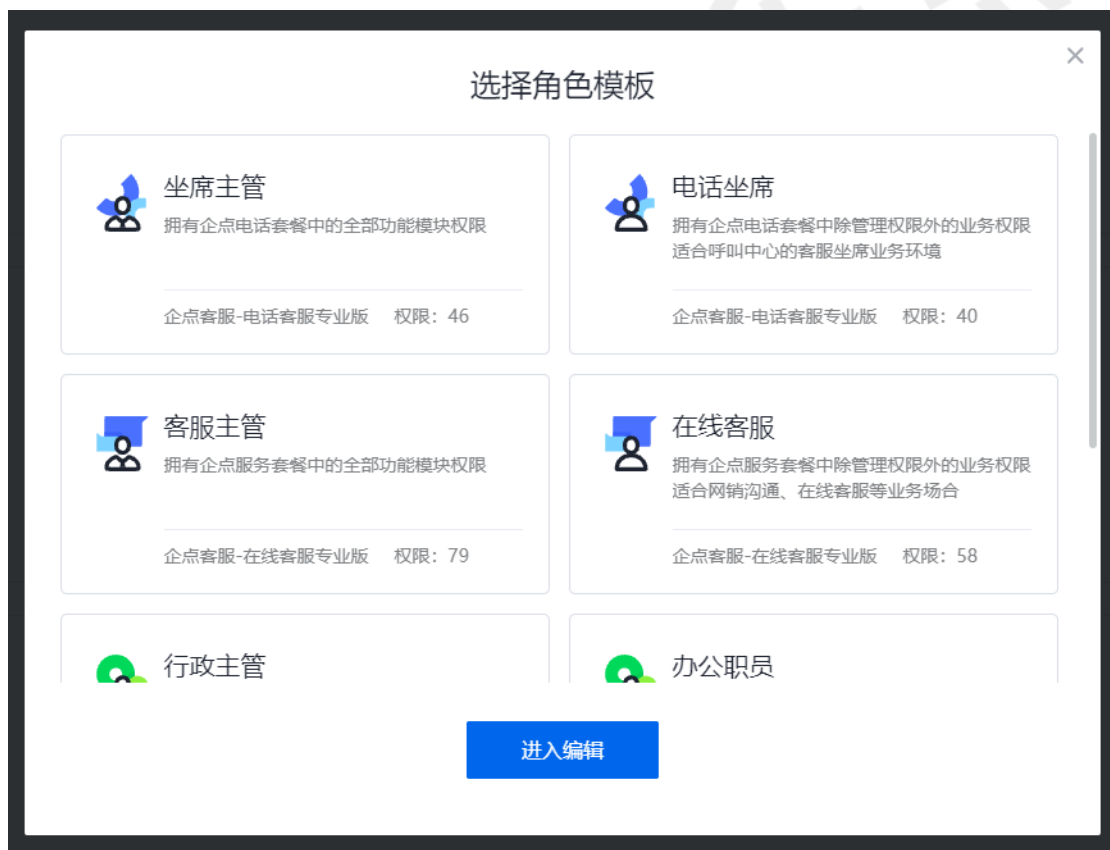 选择角色模板
坐席主管
拥有企点电话套餐中的全部功能模块权限
企点客服-电话客服专业版 权限：46
电话坐席
拥有企点电话套餐中除管理权限外的业务权限
适合呼叫中心的客服坐席业务环境
企点客服-电话客服专业版 权限：40
客服主管
拥有企点服务套餐中的全部功能模块权限
企点客服-在线客服专业版 权限：79
在线客服
拥有企点服务套餐中除管理权限外的业务权限
适合网销沟通、在线客服等业务场合
企点客服-在线客服专业版 权限：58
行政主管
办公职员
进入编辑